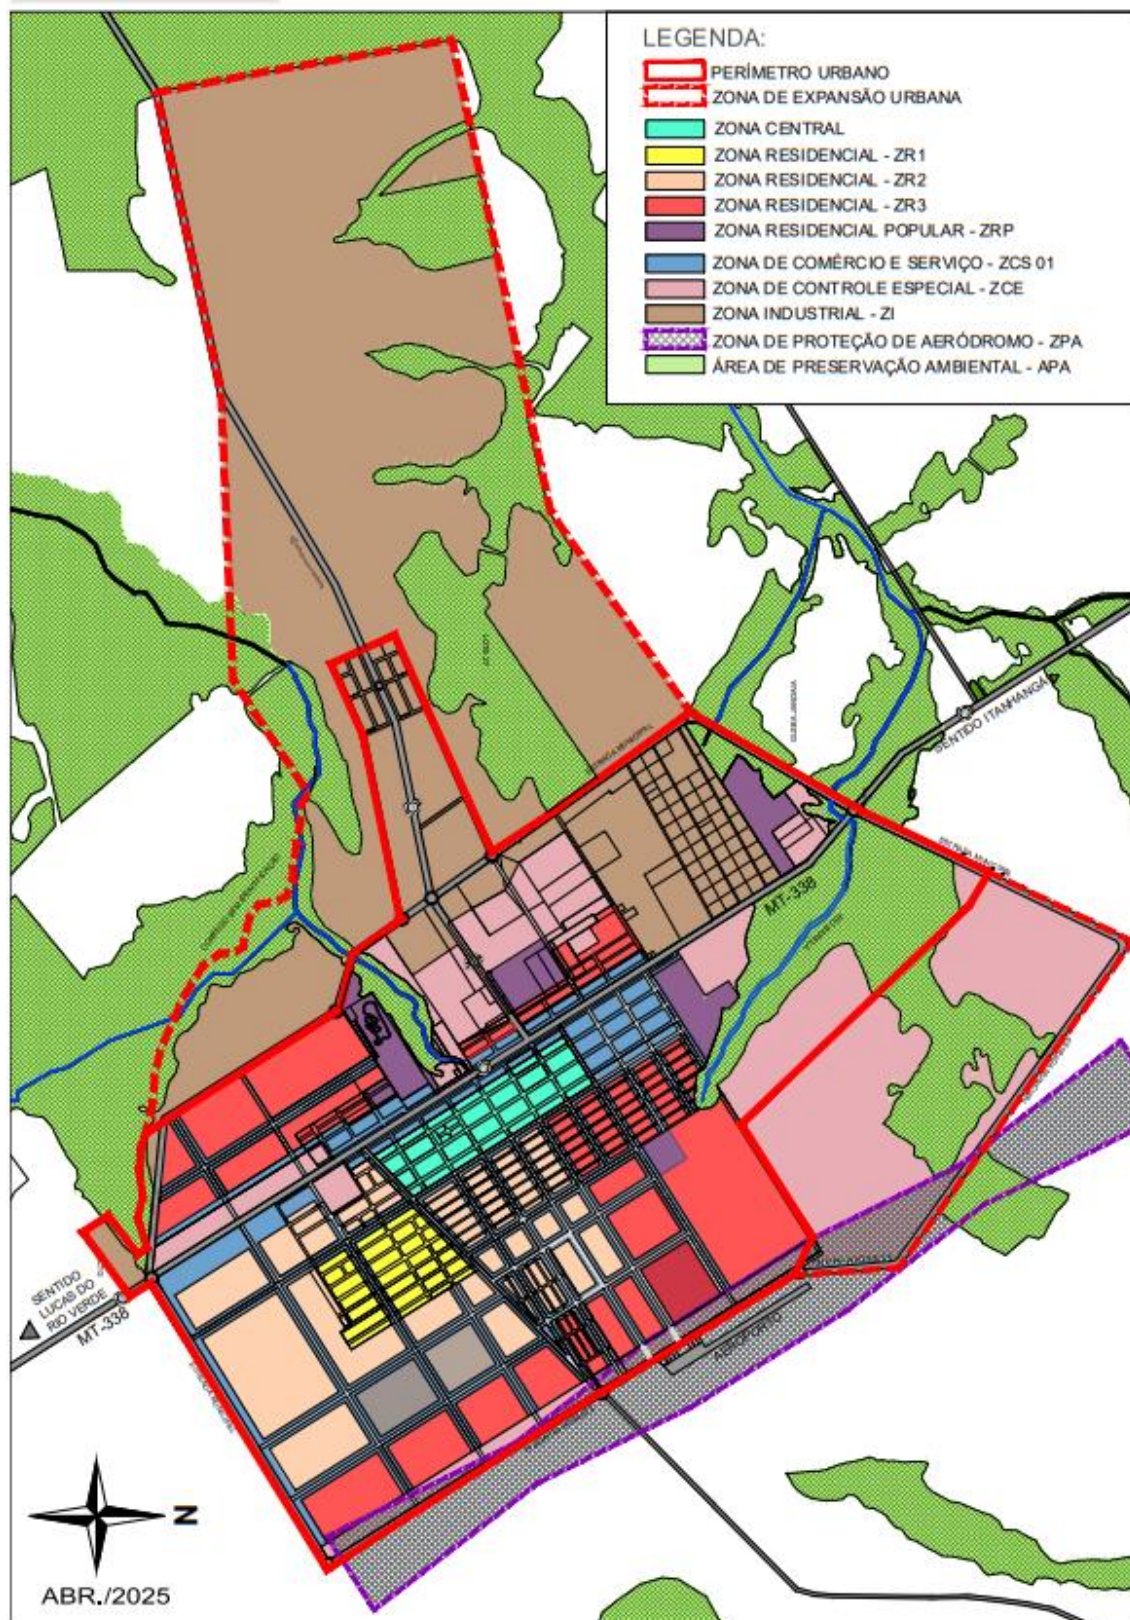 LEGENDA:
PERÍMETRO URBANO
ZONA DE EXPANSÃO URBANA
ZONA CENTRAL
ZONA RESIDENCIAL - ZR1
ZONA RESIDENCIAL - ZR2
ZONA RESIDENCIAL - ZR3
ZONA RESIDENCIAL POPULAR - ZRP
ZONA DE COMÉRCIO E SERVIÇO - ZCS 01
ZONA DE CONTROLE ESPECIAL - ZCE
ZONA INDUSTRIAL - ZI
ZONA DE PROTEÇÃO DE AERÓDROMO - ZPA
ÁREA DE PRESERVAÇÃO AMBIENTAL - APA
SENTIDO ITANHANGÁ
MT-338
SENTIDO
LUCAS DO
RIO VERDE
MT-338
AEROPORTO
N
ABR./2025